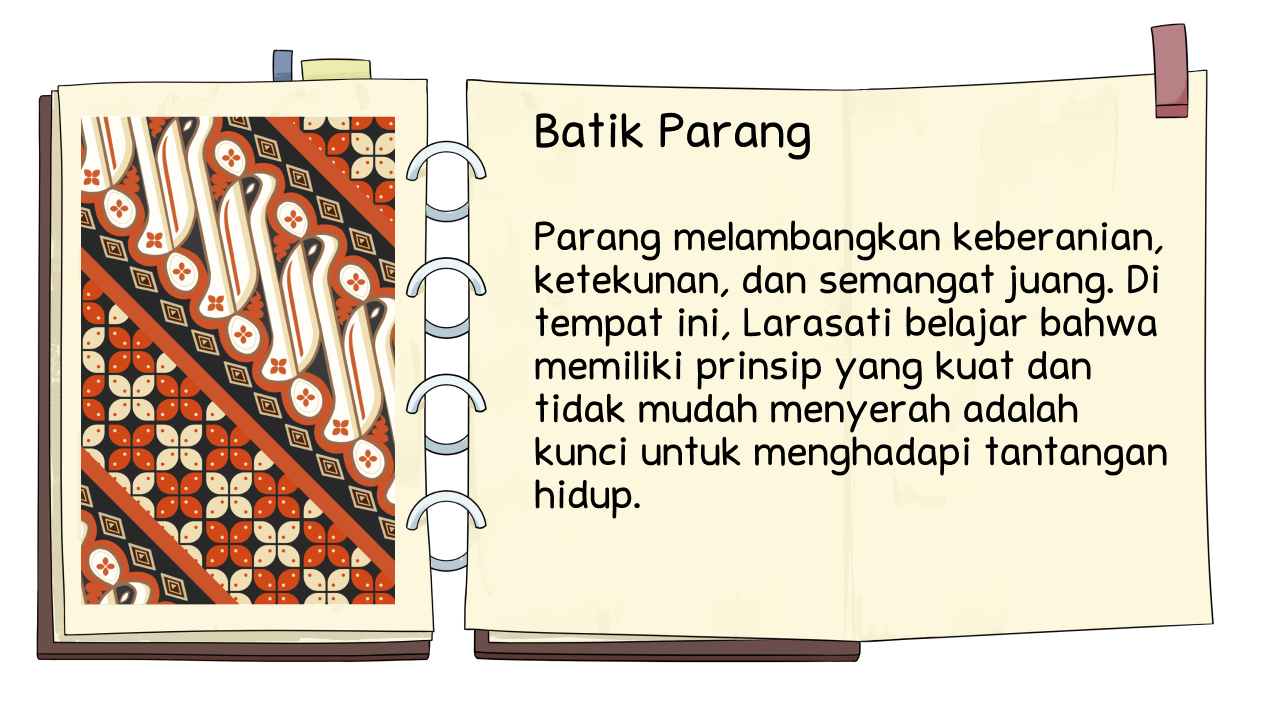 Batik Parang
Parang melambangkan keberanian,
ketekunan, dan semangat juang. Di
tempat ini, Larasati belajar bahwa
memiliki prinsip yang kuat dan
tidak mudah menyerah adalah
kunci untuk menghadapi tantangan
hidup.